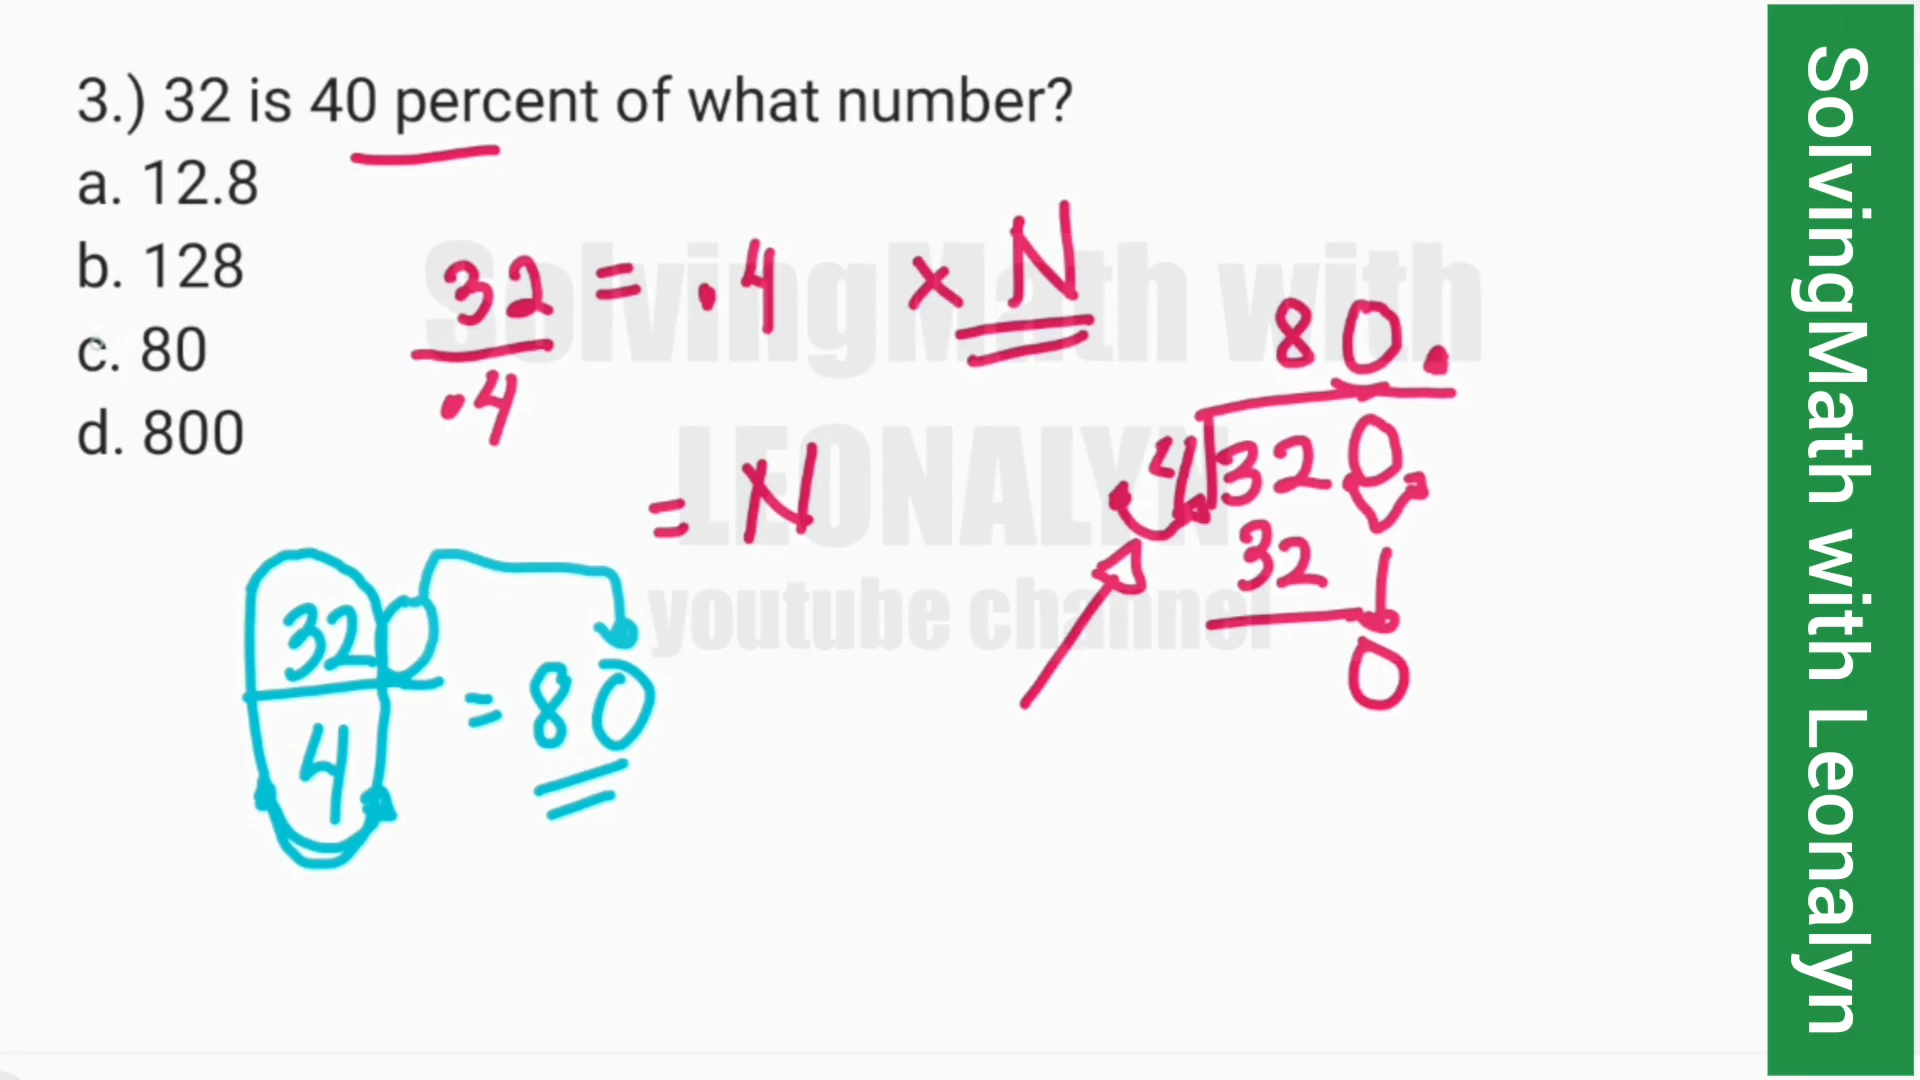 3.) 32 is 40 percent of what number?
a. 12.8
b. 128
c. 80
d. 800
32 = .4 x N
.4
= N
80.
.4 320
32
0
320
4
= 80
SolvingMath with
LEONALYN
youtube channel
SolvingMath with Leonalyn